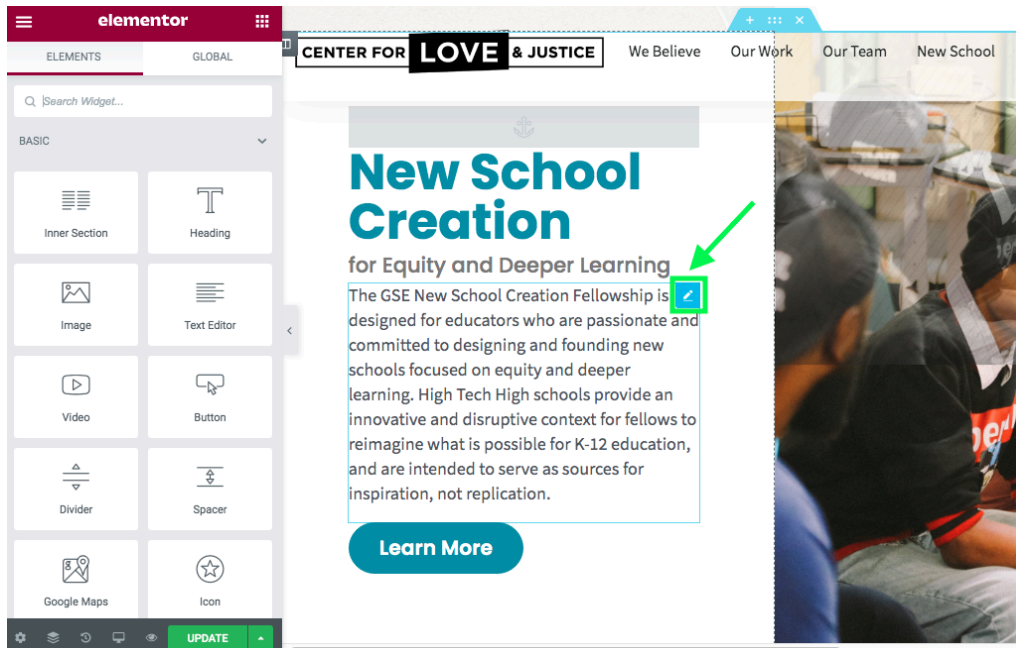 elementor
ELEMENTS
GLOBAL
Search Widget...
BASIC
Inner Section
Heading
Image
Text Editor
Video
Button
Divider
Spacer
Google Maps
Icon
UPDATE
CENTER FOR LOVE & JUSTICE
We Believe
Our Work
Our Team
New School
New School
Creation
for Equity and Deeper Learning
The GSE New School Creation Fellowship is
designed for educators who are passionate and
committed to designing and founding new
schools focused on equity and deeper
learning. High Tech High schools provide an
innovative and disruptive context for fellows to
reimagine what is possible for K-12 education,
and are intended to serve as sources for
inspiration, not replication.
Learn More